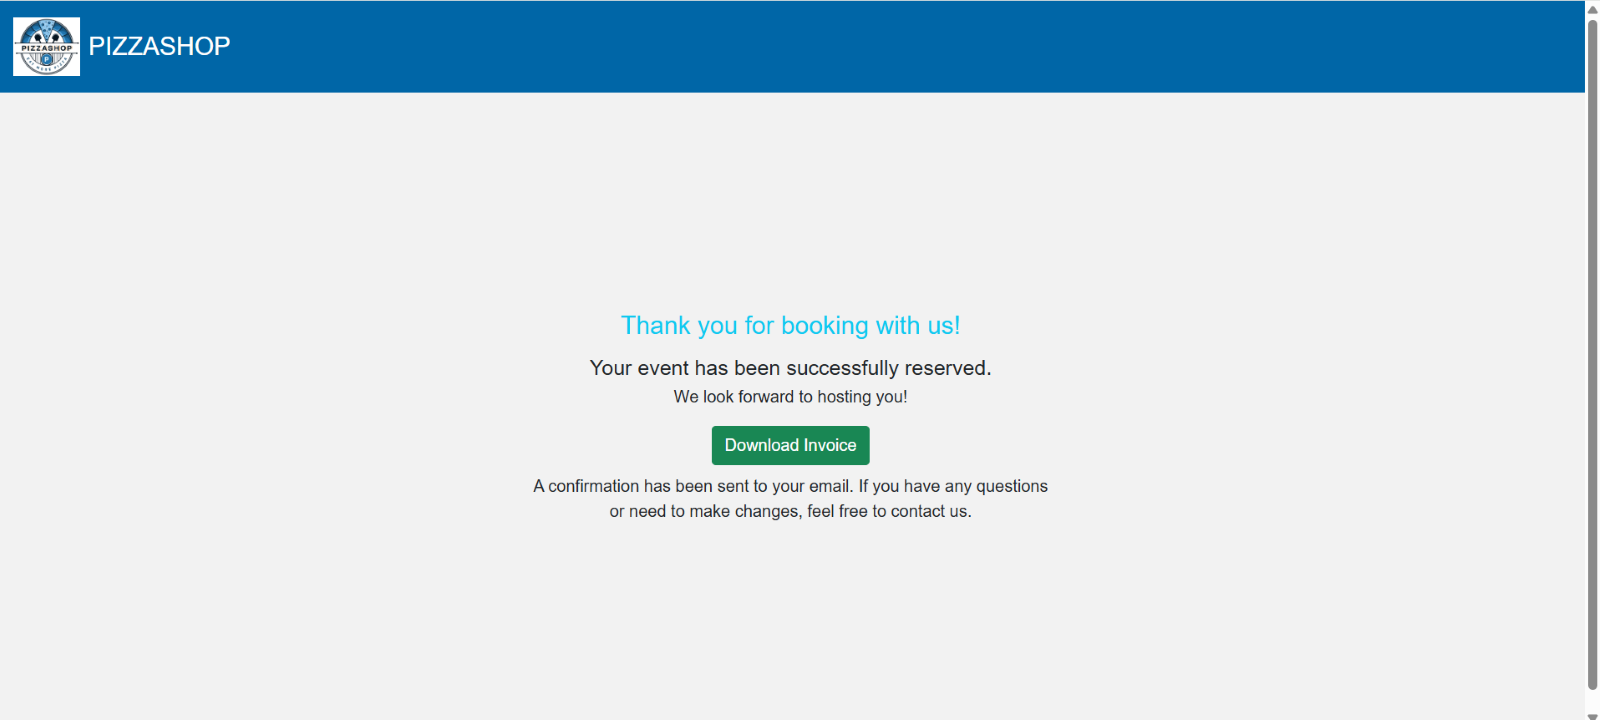 PIZZASHOP
PIZZASHOP
P
Thank you for booking with us!
Your event has been successfully reserved.
We look forward to hosting you!
Download Invoice
A confirmation has been sent to your email. If you have any questions
or need to make changes, feel free to contact us.